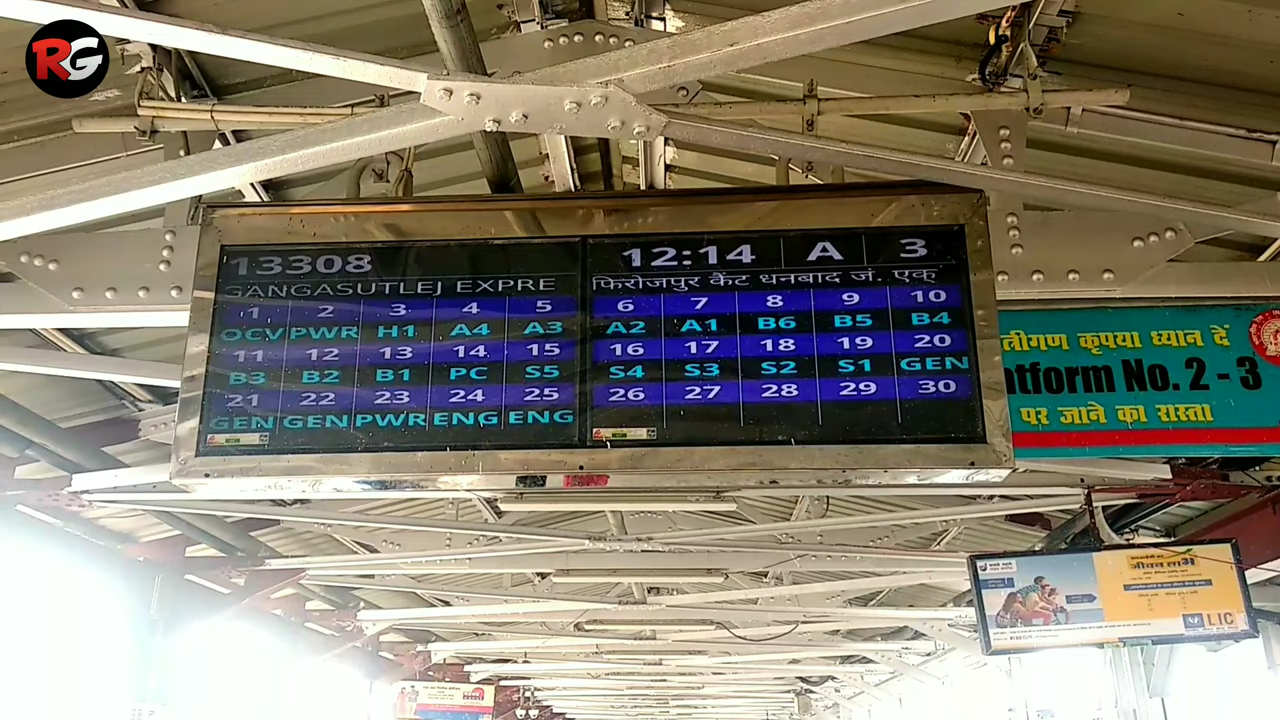 RG
13308
12:14 A 3
GANGASUTLEJ EXPRE
फिरोजपुर कैंट धनबाद जं. एक्
1 2 3 4 5 6 7 8 9 10
OCV PWR H1 A4 A3 A2 A1 B6 B5 B4
11 12 13 14 15 16 17 18 19 20
B3 B2 B1 PC S5 S4 S3 S2 S1 GEN
21 22 23 24 25 26 27 28 29 30
GEN GEN PWR ENG ENG
त्रीगण कृपया ध्यान दें
atform No. 2 - 3
पर जाने का रास्ता
जीवन लाभ
LIC